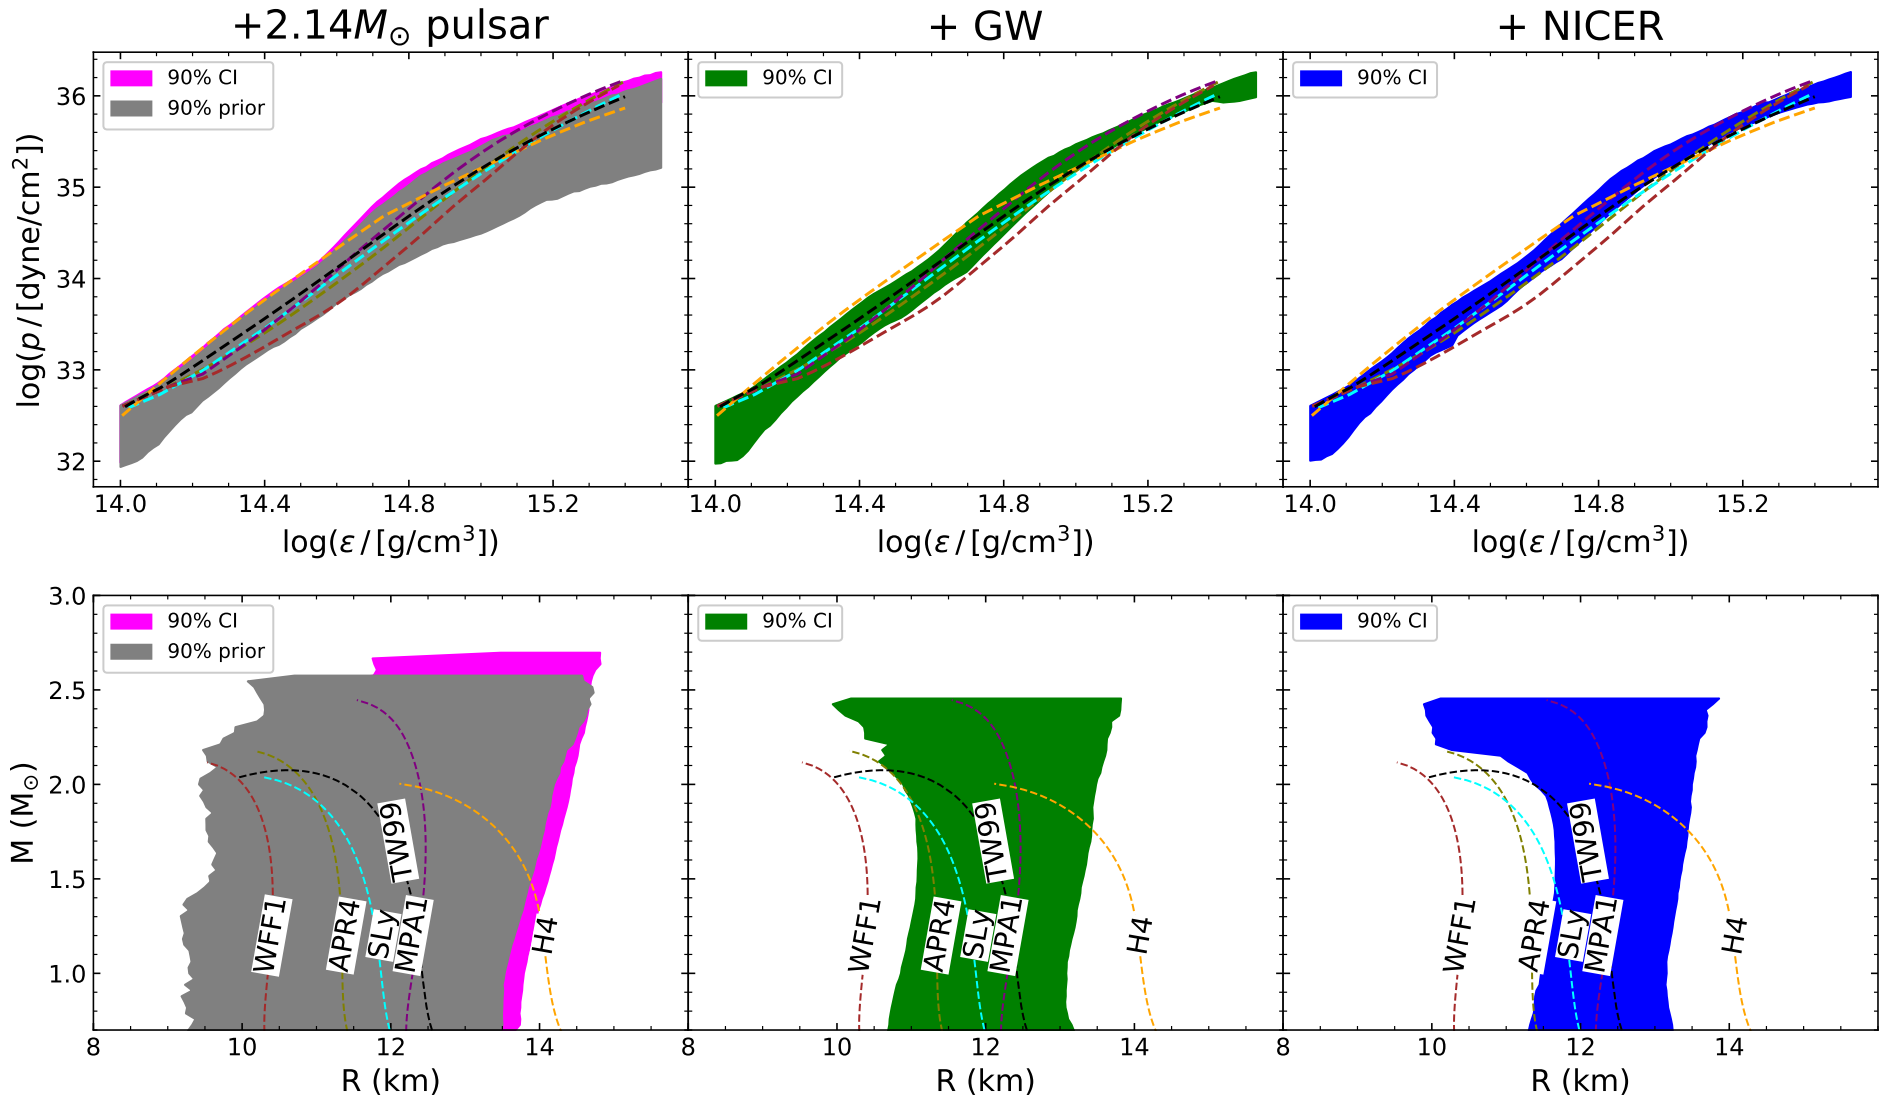 +2.14M⊙ pulsar
+ GW
+ NICER
90% CI
90% prior
90% CI
90% CI
log(p / [dyne/cm²])
36
35
34
33
32
14.0 14.4 14.8 15.2
14.0 14.4 14.8 15.2
14.0 14.4 14.8 15.2
log(ε / [g/cm³])
log(ε / [g/cm³])
log(ε / [g/cm³])
90% CI
90% prior
90% CI
90% CI
M (M⊙)
3.0
2.5
2.0
1.5
1.0
WFF1
APR4
SLy
TW99
MPA1
H4
WFF1
APR4
SLy
TW99
MPA1
H4
WFF1
APR4
SLy
TW99
MPA1
H4
8 10 12 14
8 10 12 14
8 10 12 14
R (km)
R (km)
R (km)